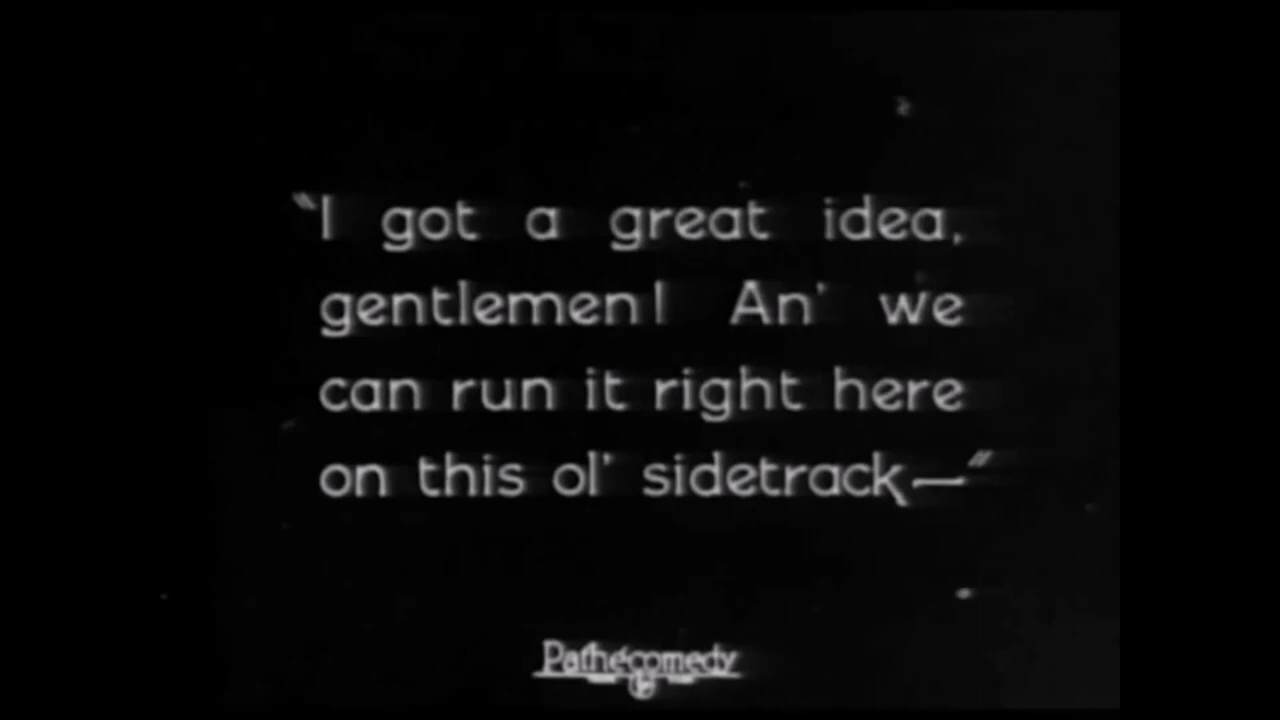 "I got a great idea,
gentlemen! An' we
can run it right here
on this ol' sidetrack—"
Pathécomedy